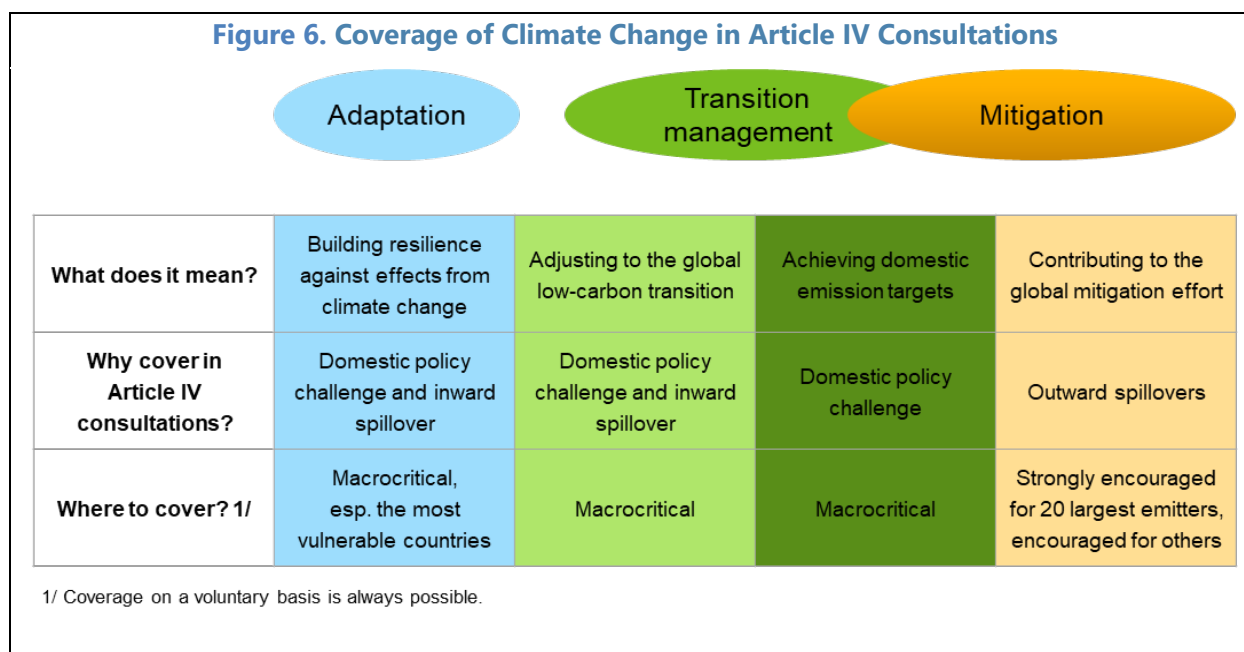 Figure 6. Coverage of Climate Change in Article IV Consultations
Adaptation
Transition
management
Mitigation
What does it mean?
Building resilience
against effects from
climate change
Adjusting to the global
low-carbon transition
Achieving domestic
emission targets
Contributing to the
global mitigation effort
Why cover in
Article IV
consultations?
Domestic policy
challenge and inward
spillover
Domestic policy
challenge and inward
spillover
Domestic policy
challenge
Outward spillovers
Where to cover? 1/
Macrocritical,
esp. the most
vulnerable countries
Macrocritical
Macrocritical
Strongly encouraged
for 20 largest emitters,
encouraged for others
1/ Coverage on a voluntary basis is always possible.